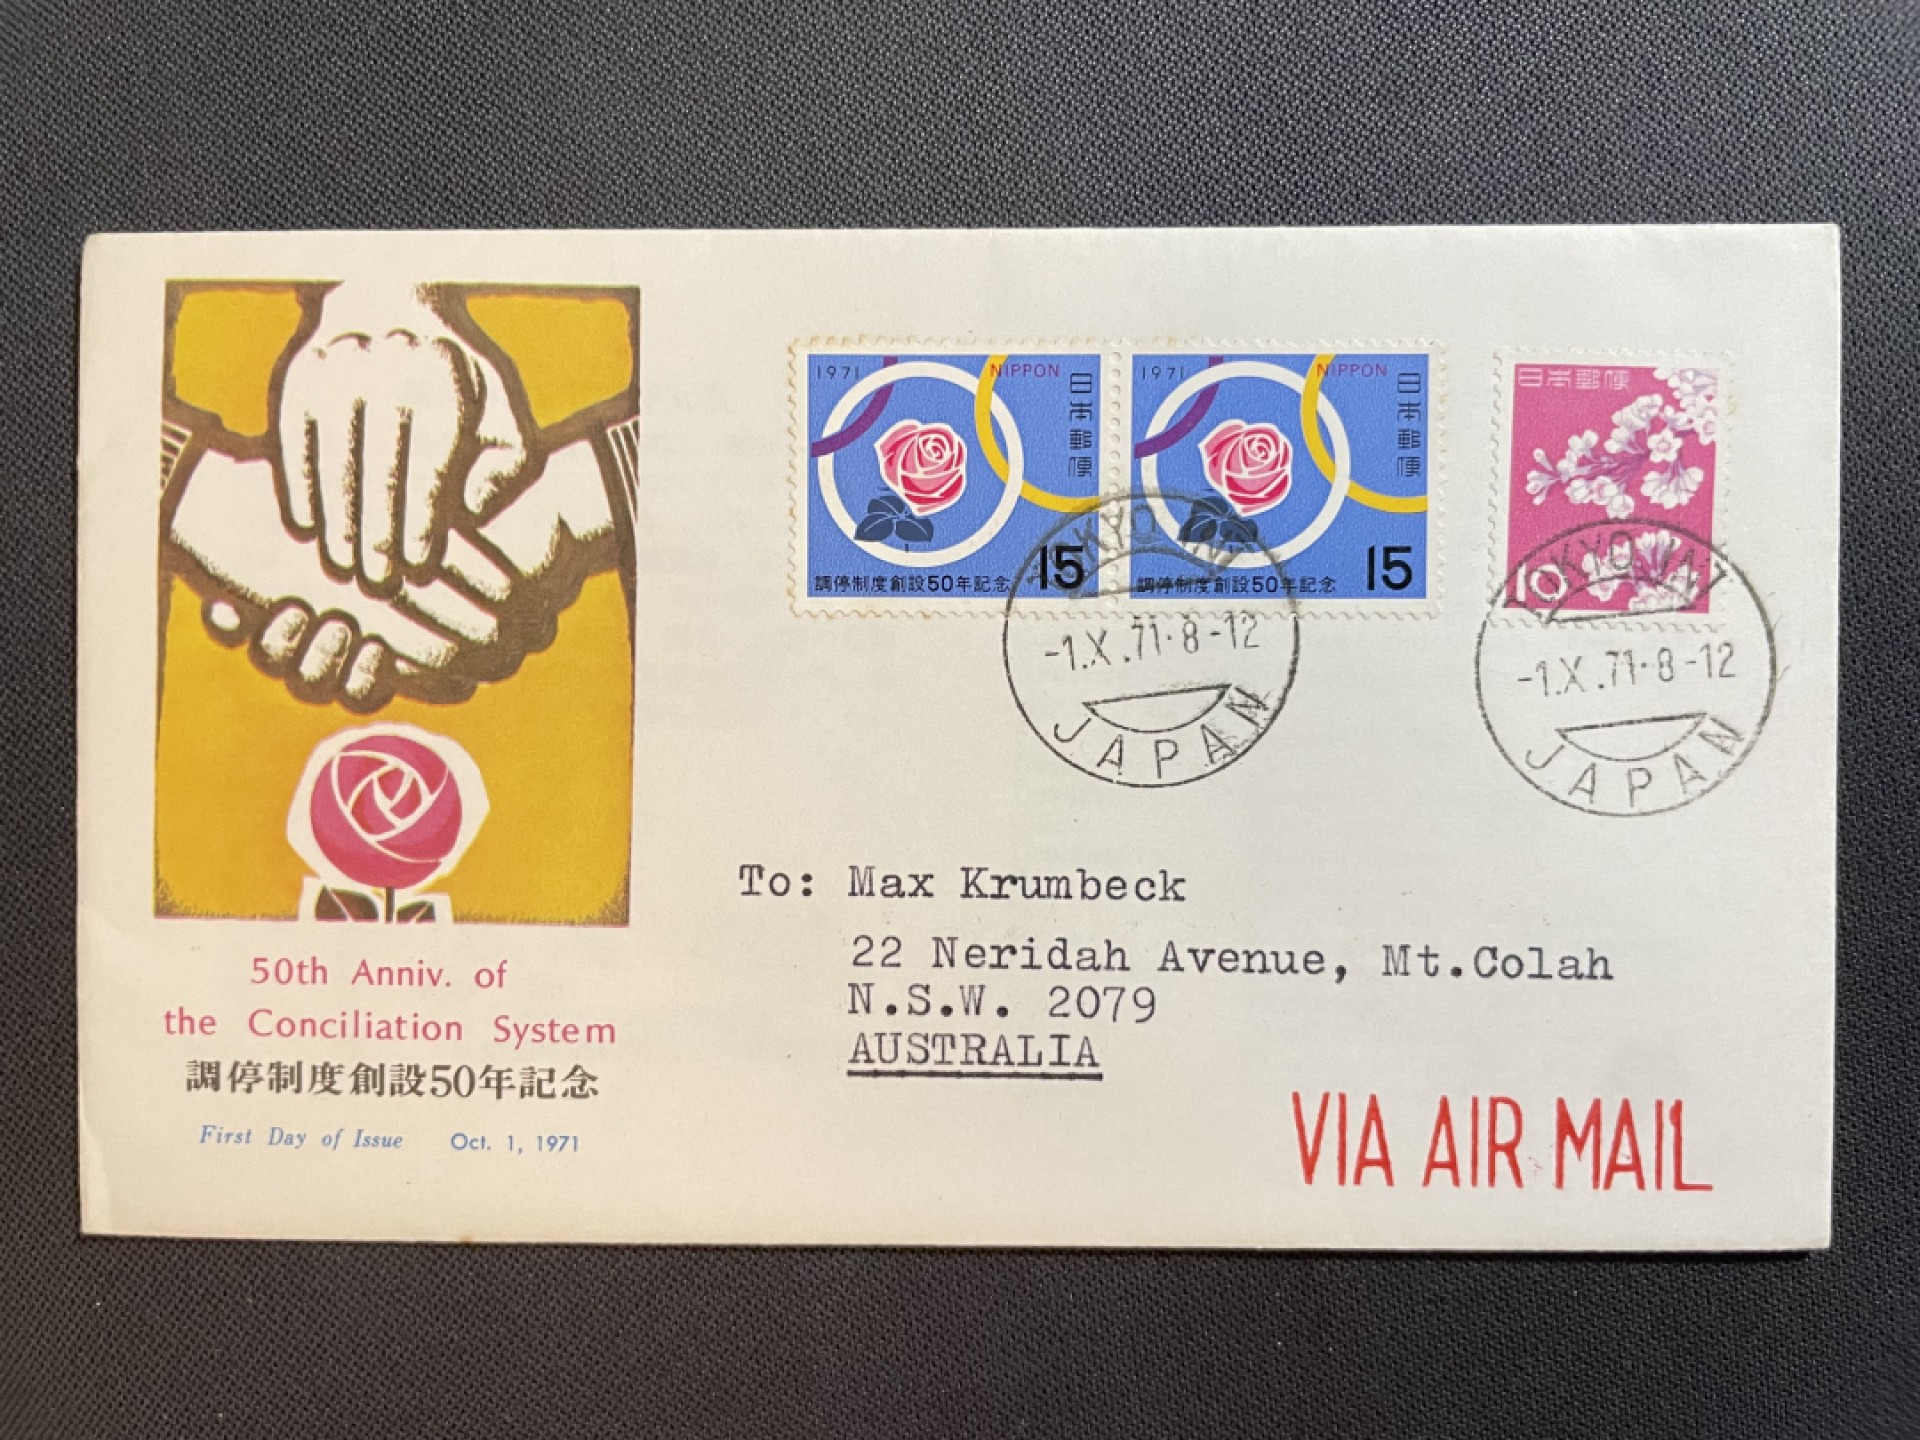 1971 NIPPON
日本郵便
15
調停制度創設50年記念
1971 NIPPON
日本郵便
15
調停制度創設50年記念
日本郵便
10
TOKYO INT
-1.X.71·8-12
JAPAN
TOKYO INT
-1.X.71·8-12
JAPAN
To: Max Krumbeck
22 Neridah Avenue, Mt.Colah
N.S.W. 2079
AUSTRALIA
VIA AIR MAIL
50th Anniv. of
the Conciliation System
調停制度創設50年記念
First Day of Issue Oct. 1, 1971